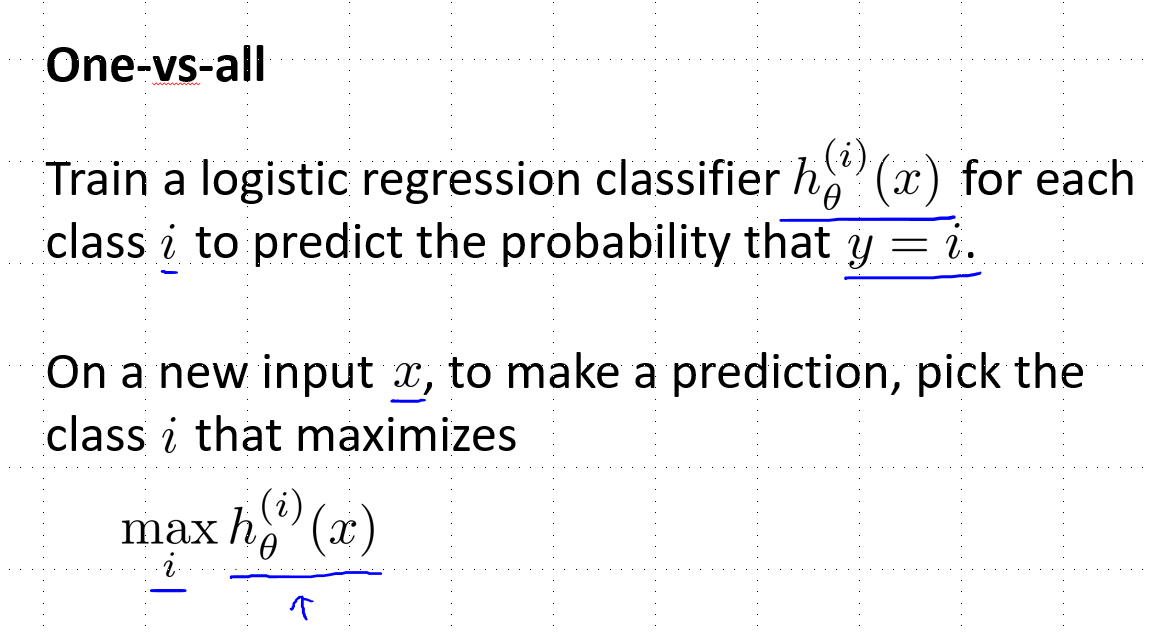 One-vs-all
Train a logistic regression classifier $h_\theta^{(i)}(x)$ for each
class $i$ to predict the probability that $y = i$.
On a new input $x$, to make a prediction, pick the
class $i$ that maximizes
$\max_i h_\theta^{(i)}(x)$